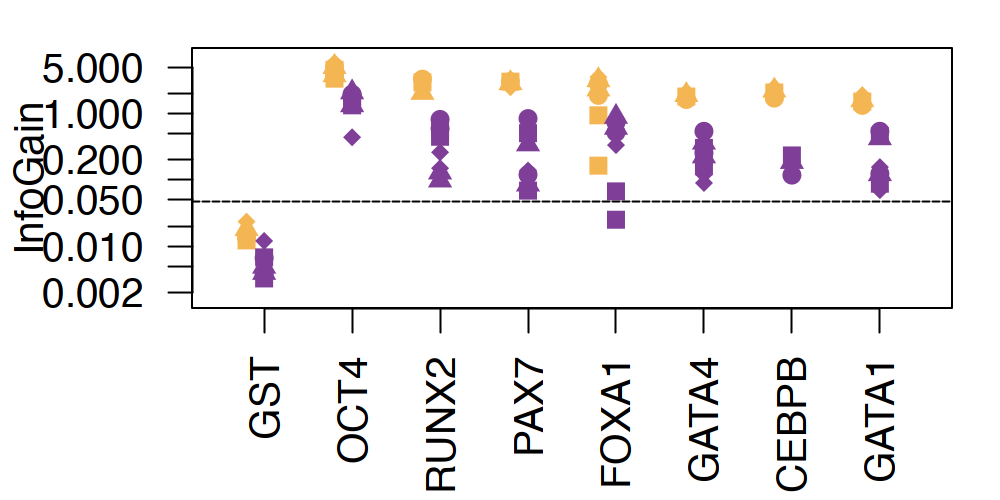 InfoGain
5.000
1.000
0.200
0.050
0.010
0.002
GST
OCT4
RUNX2
PAX7
FOXA1
GATA4
CEBPB
GATA1